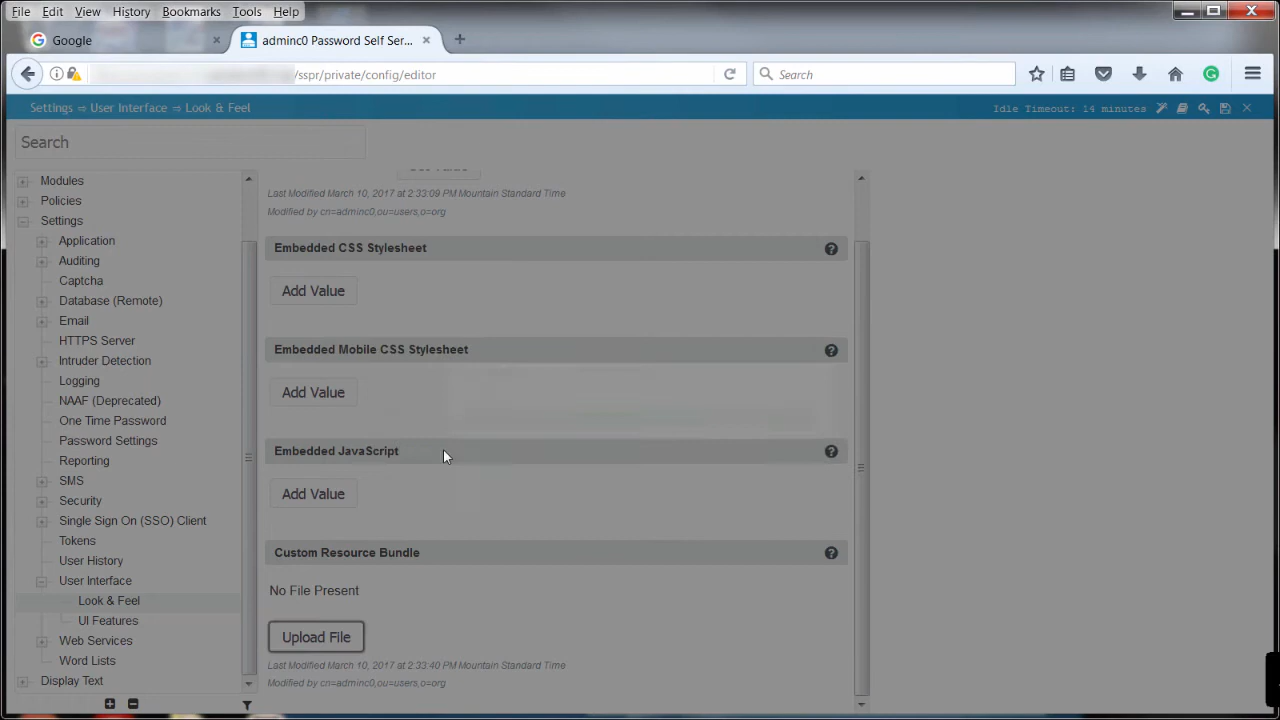 File Edit View History Bookmarks Tools Help
Google
adminc0 Password Self Ser...
/sspr/private/config/editor
Search
Settings ⇨ User Interface ⇨ Look & Feel
Idle Timeout: 14 minutes
Search
Modules
Policies
Settings
Application
Auditing
Captcha
Database (Remote)
Email
HTTPS Server
Intruder Detection
Logging
NAAF (Deprecated)
One Time Password
Password Settings
Reporting
SMS
Security
Single Sign On (SSO) Client
Tokens
User History
User Interface
Look & Feel
UI Features
Web Services
Word Lists
Display Text
Last Modified March 10, 2017 at 2:33:09 PM Mountain Standard Time
Modified by cn=adminc0,ou=users,o=org
Embedded CSS Stylesheet
Add Value
Embedded Mobile CSS Stylesheet
Add Value
Embedded JavaScript
Add Value
Custom Resource Bundle
No File Present
Upload File
Last Modified March 10, 2017 at 2:33:40 PM Mountain Standard Time
Modified by cn=adminc0,ou=users,o=org